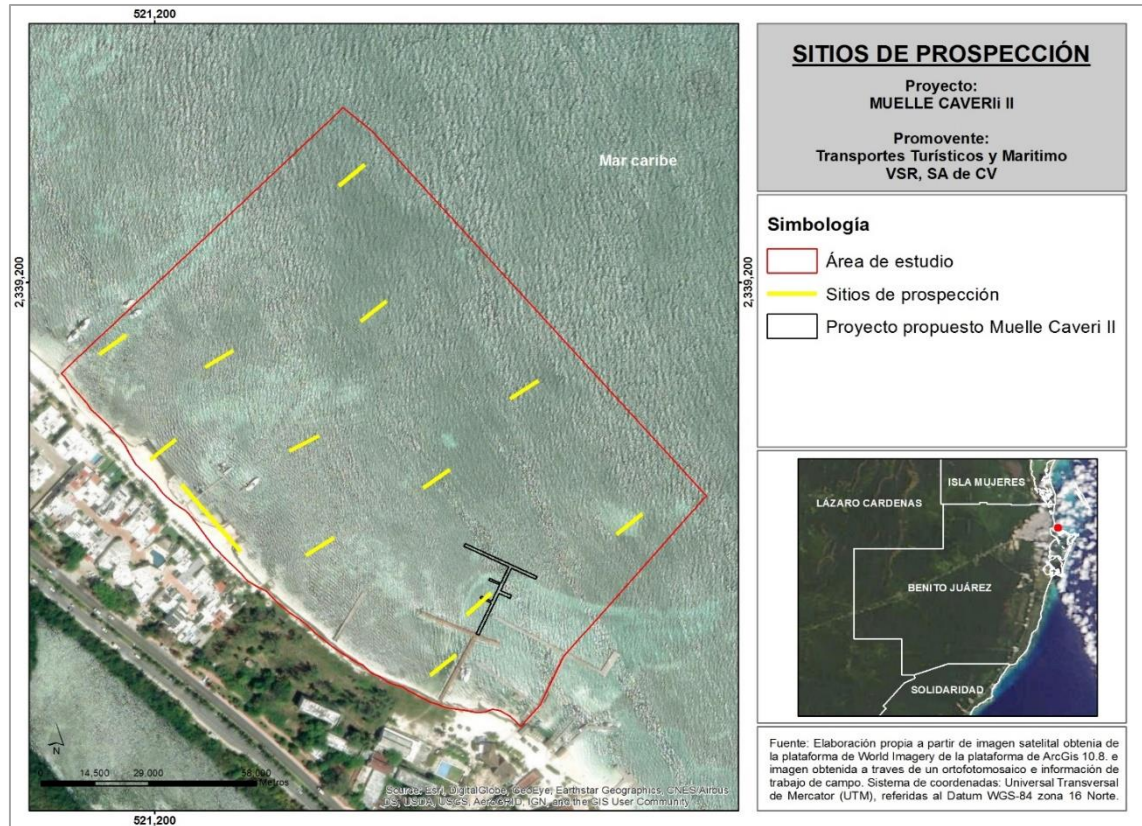 521,200
2,339,200
2,339,200
Mar caribe
N
0 14,500 29.000 58,000
Metros
Source: Esri, DigitalGlobe, GeoEye, Earthstar Geographics, CNES/Airbus
DS, USDA, USGS, AeroGRID, IGN, and the GIS User Community
521,200
SITIOS DE PROSPECCIÓN
Proyecto:
MUELLE CAVERIi II
Promovente:
Transportes Turísticos y Maritimo
VSR, SA de CV
Simbología
Área de estudio
Sitios de prospección
Proyecto propuesto Muelle Caveri II
ISLA MUJERES
LÁZARO CARDENAS
BENITO JUÁREZ
SOLIDARIDAD
Fuente: Elaboración propia a partir de imagen satelital obtenia de
la plataforma de World Imagery de la plataforma de ArcGis 10.8. e
imagen obtenida a traves de un ortofotomosaico e información de
trabajo de campo. Sistema de coordenadas: Universal Transversal
de Mercator (UTM), referidas al Datum WGS-84 zona 16 Norte.